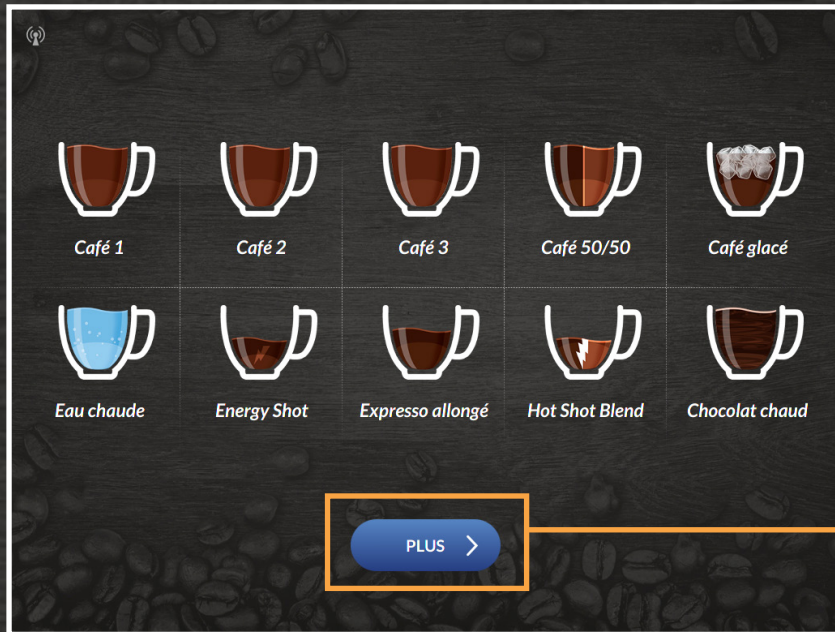 Café 1
Café 2
Café 3
Café 50/50
Café glacé
Eau chaude
Energy Shot
Expresso allongé
Hot Shot Blend
Chocolat chaud
PLUS